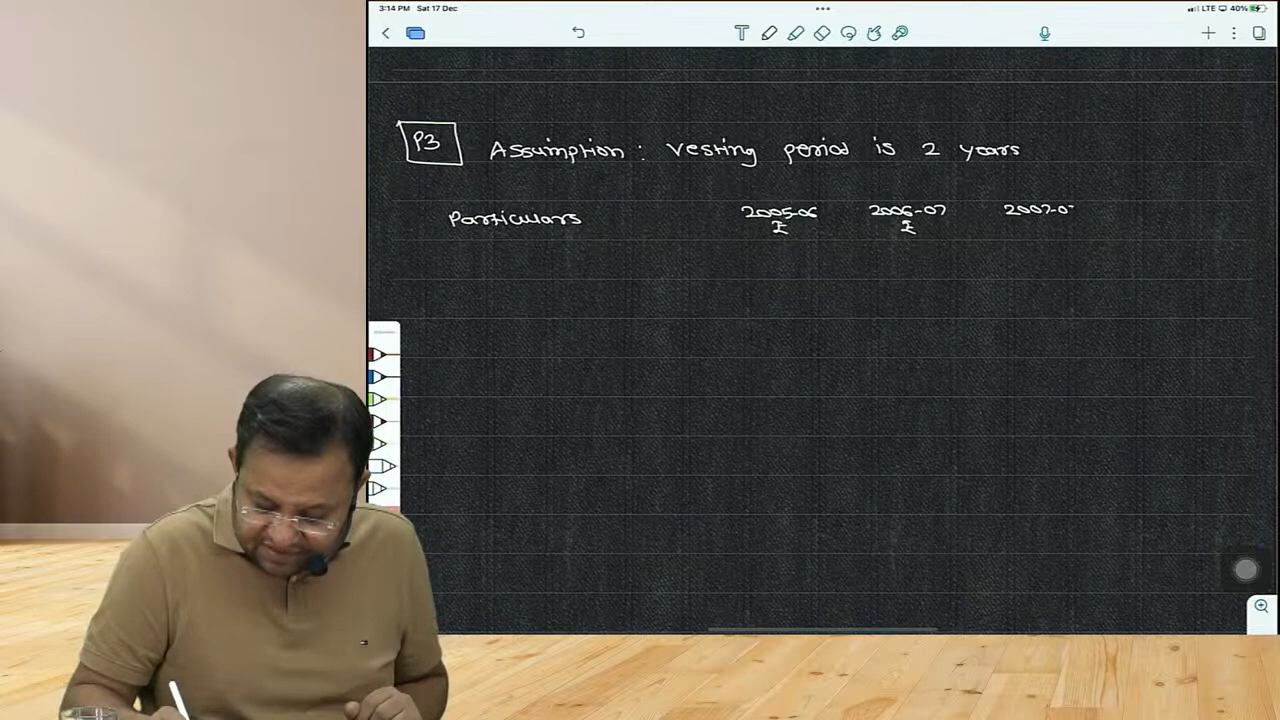 3:14 PM Sat 17 Dec
LTE 40%
P3 Assumption: Vesting period is 2 years
Particulars 2005-06 2006-07 2007-0
I I